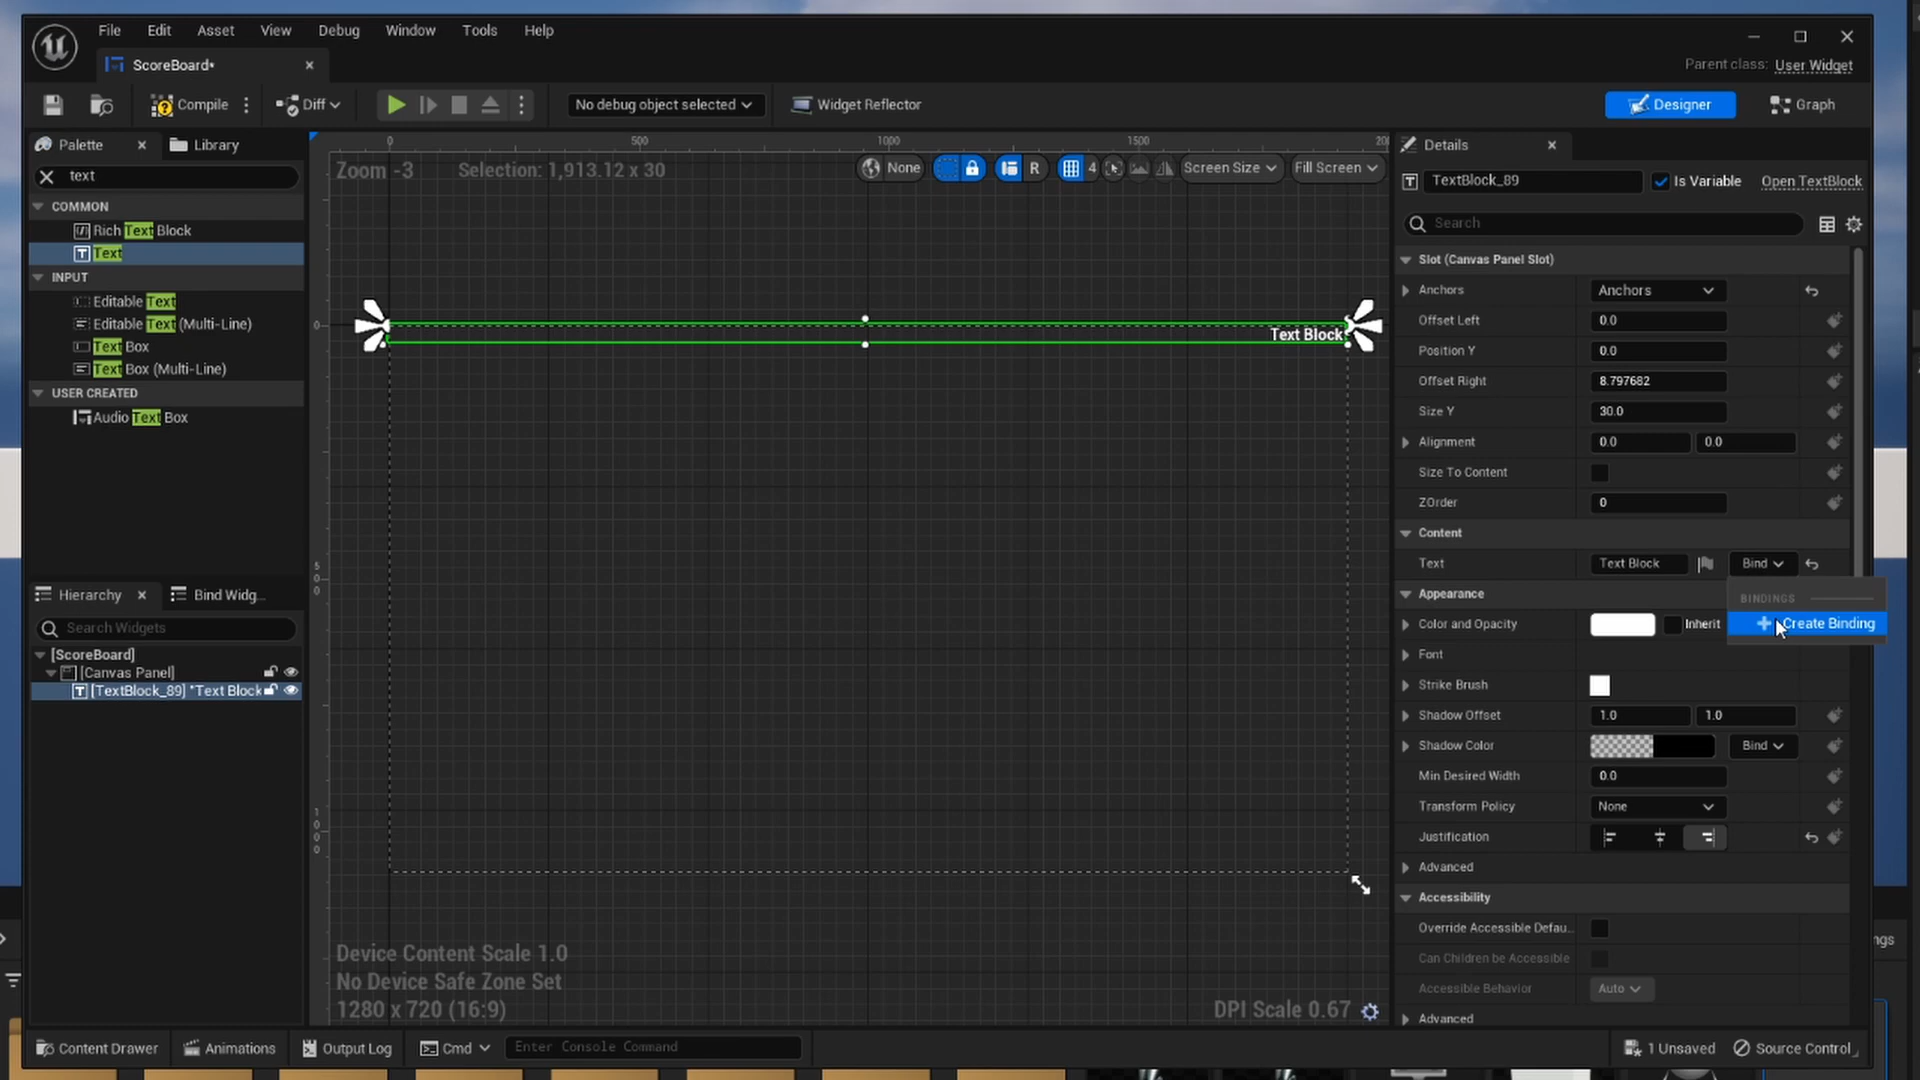 File Edit Asset View Debug Window Tools Help
ScoreBoard•
Parent class: User Widget
Compile
Diff
No debug object selected
Widget Reflector
Designer
Graph
Palette
Library
text
COMMON
Rich Text Block
Text
INPUT
Editable Text
Editable Text (Multi-Line)
Text Box
Text Box (Multi-Line)
USER CREATED
Audio Text Box
Hierarchy
Bind Widg..
Search Widgets
[ScoreBoard]
[Canvas Panel]
[TextBlock_89] "Text Block
0 500 1000 1500 200
Zoom -3
Selection: 1,913.12 x 30
None
R
4
Screen Size
Fill Screen
0
Text Block
5
0
0
1
0
0
0
Device Content Scale 1.0
No Device Safe Zone Set
1280 x 720 (16:9)
DPI Scale 0.67
Details
TextBlock_89
Is Variable
Open TextBlock
Search
Slot (Canvas Panel Slot)
Anchors Anchors
Offset Left 0.0
Position Y 0.0
Offset Right 8.797682
Size Y 30.0
Alignment 0.0 0.0
Size To Content
ZOrder 0
Content
Text Text Block Bind
Appearance
BINDINGS
Color and Opacity Inherit
Create Binding
Font
Strike Brush
Shadow Offset 1.0 1.0
Shadow Color Bind
Min Desired Width 0.0
Transform Policy None
Justification
Advanced
Accessibility
Override Accessible Defau...
Can Children be Accessible
Accessible Behavior Auto
Advanced
ngs
Content Drawer
Animations
Output Log
Cmd
Enter Console Command
1 Unsaved
Source Control